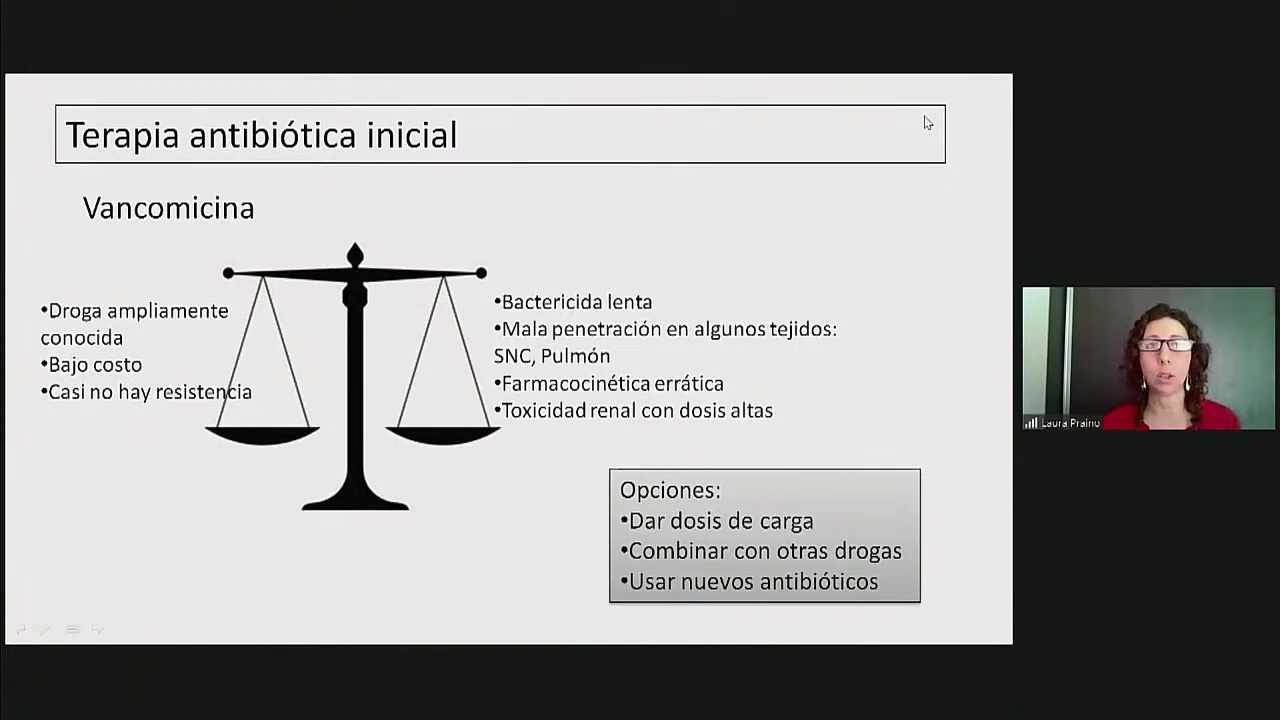 Terapia antibiótica inicial
Vancomicina
•Droga ampliamente
conocida
•Bajo costo
•Casi no hay resistencia
•Bactericida lenta
•Mala penetración en algunos tejidos:
SNC, Pulmón
•Farmacocinética errática
•Toxicidad renal con dosis altas
Opciones:
•Dar dosis de carga
•Combinar con otras drogas
•Usar nuevos antibióticos
Laura Praino